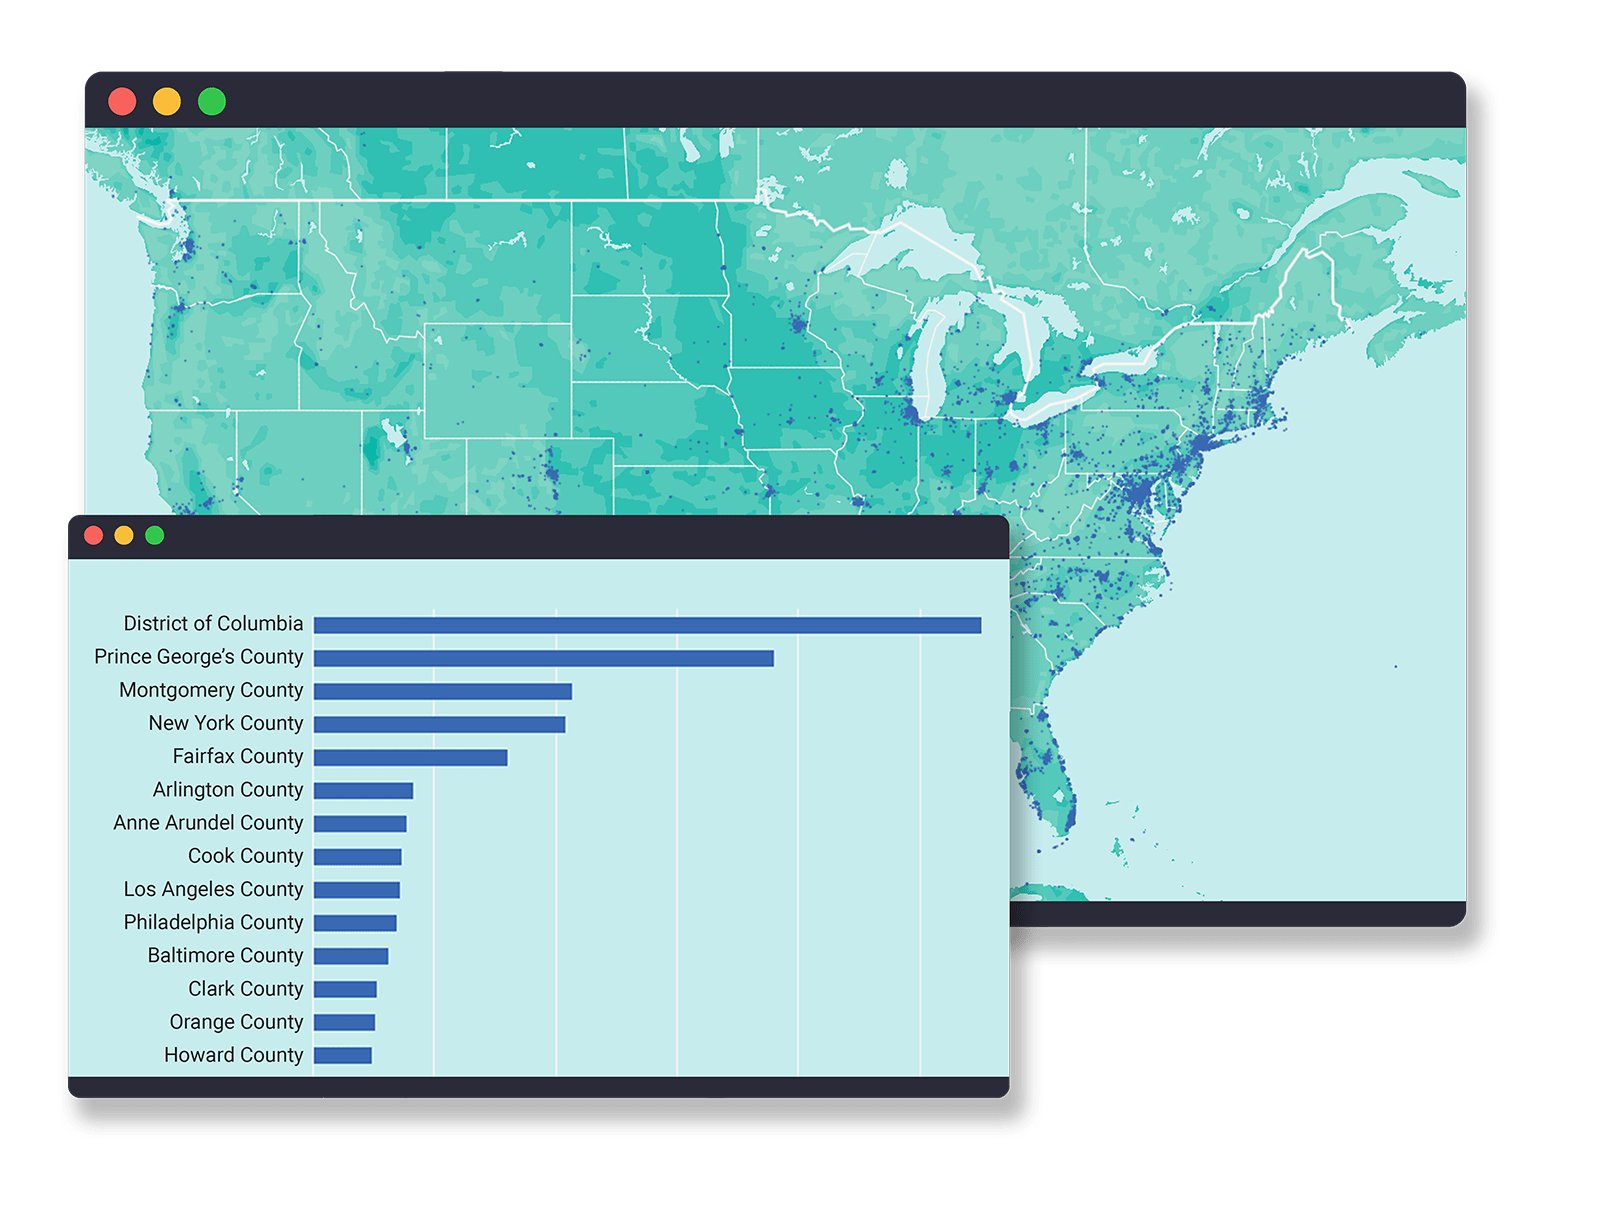 District of Columbia
Prince George’s County
Montgomery County
New York County
Fairfax County
Arlington County
Anne Arundel County
Cook County
Los Angeles County
Philadelphia County
Baltimore County
Clark County
Orange County
Howard County